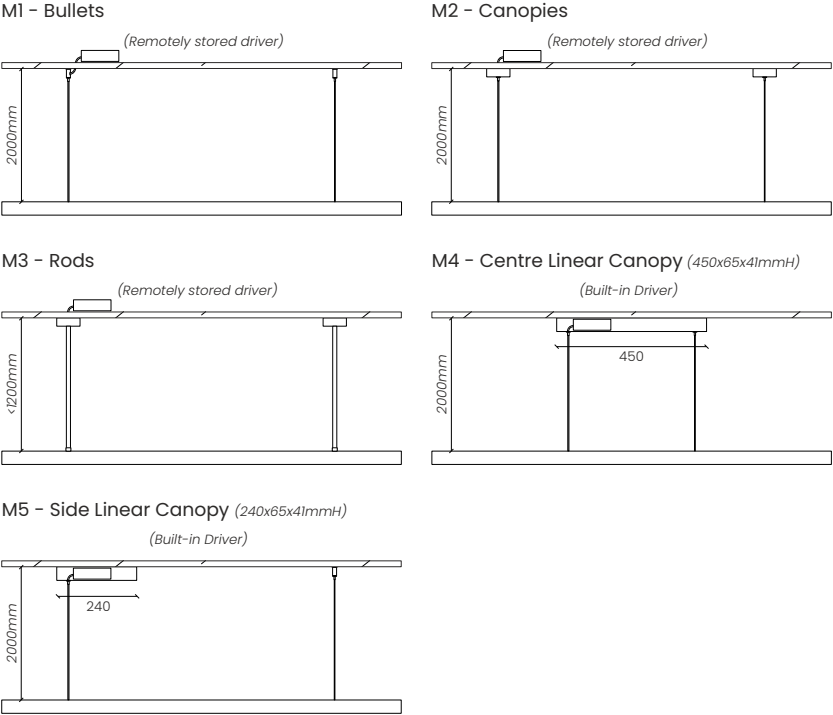 M1 - Bullets
(Remotely stored driver)
2000mm
M2 - Canopies
(Remotely stored driver)
2000mm
M3 - Rods
(Remotely stored driver)
<1200mm
M4 - Centre Linear Canopy (450x65x41mmH)
(Built-in Driver)
450
2000mm
M5 - Side Linear Canopy (240x65x41mmH)
(Built-in Driver)
240
2000mm